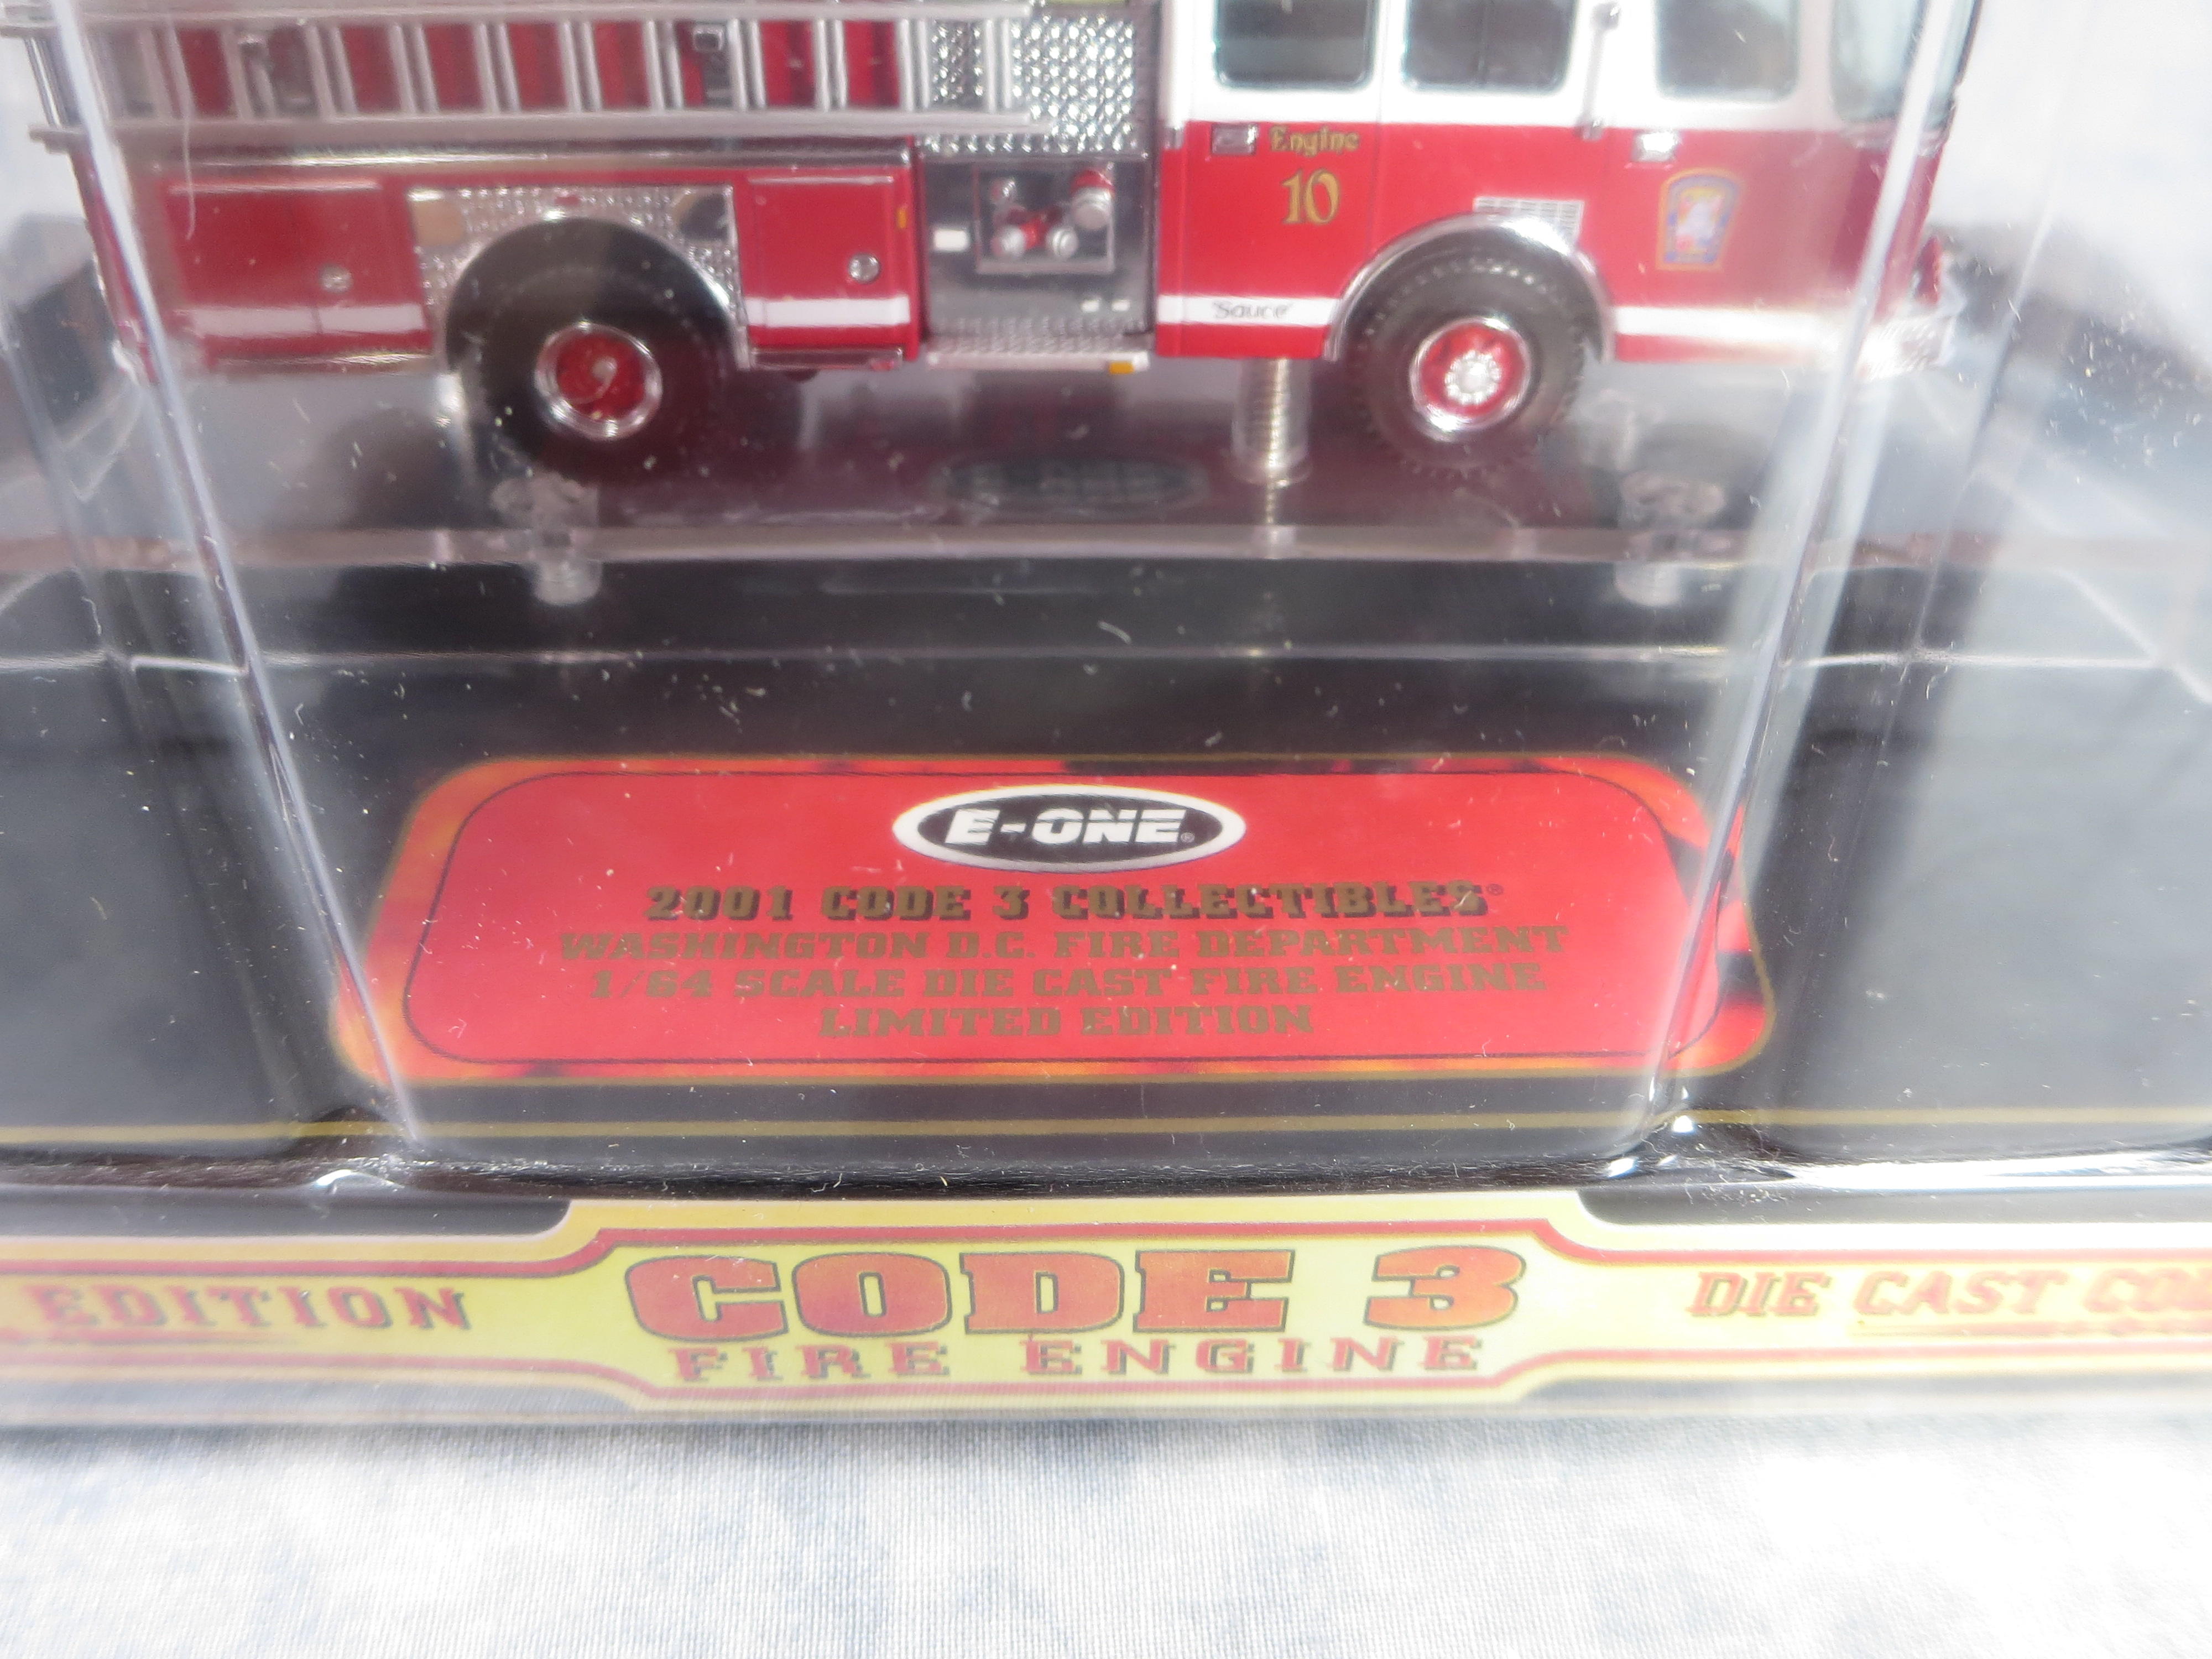 Engine
10
"Sauce"
E-ONE®
2001 CODE 3 COLLECTIBLES®
WASHINGTON D.C. FIRE DEPARTMENT
1/64 SCALE DIE CAST FIRE ENGINE
LIMITED EDITION
EDITION
CODE 3
FIRE ENGINE
DIE CAST